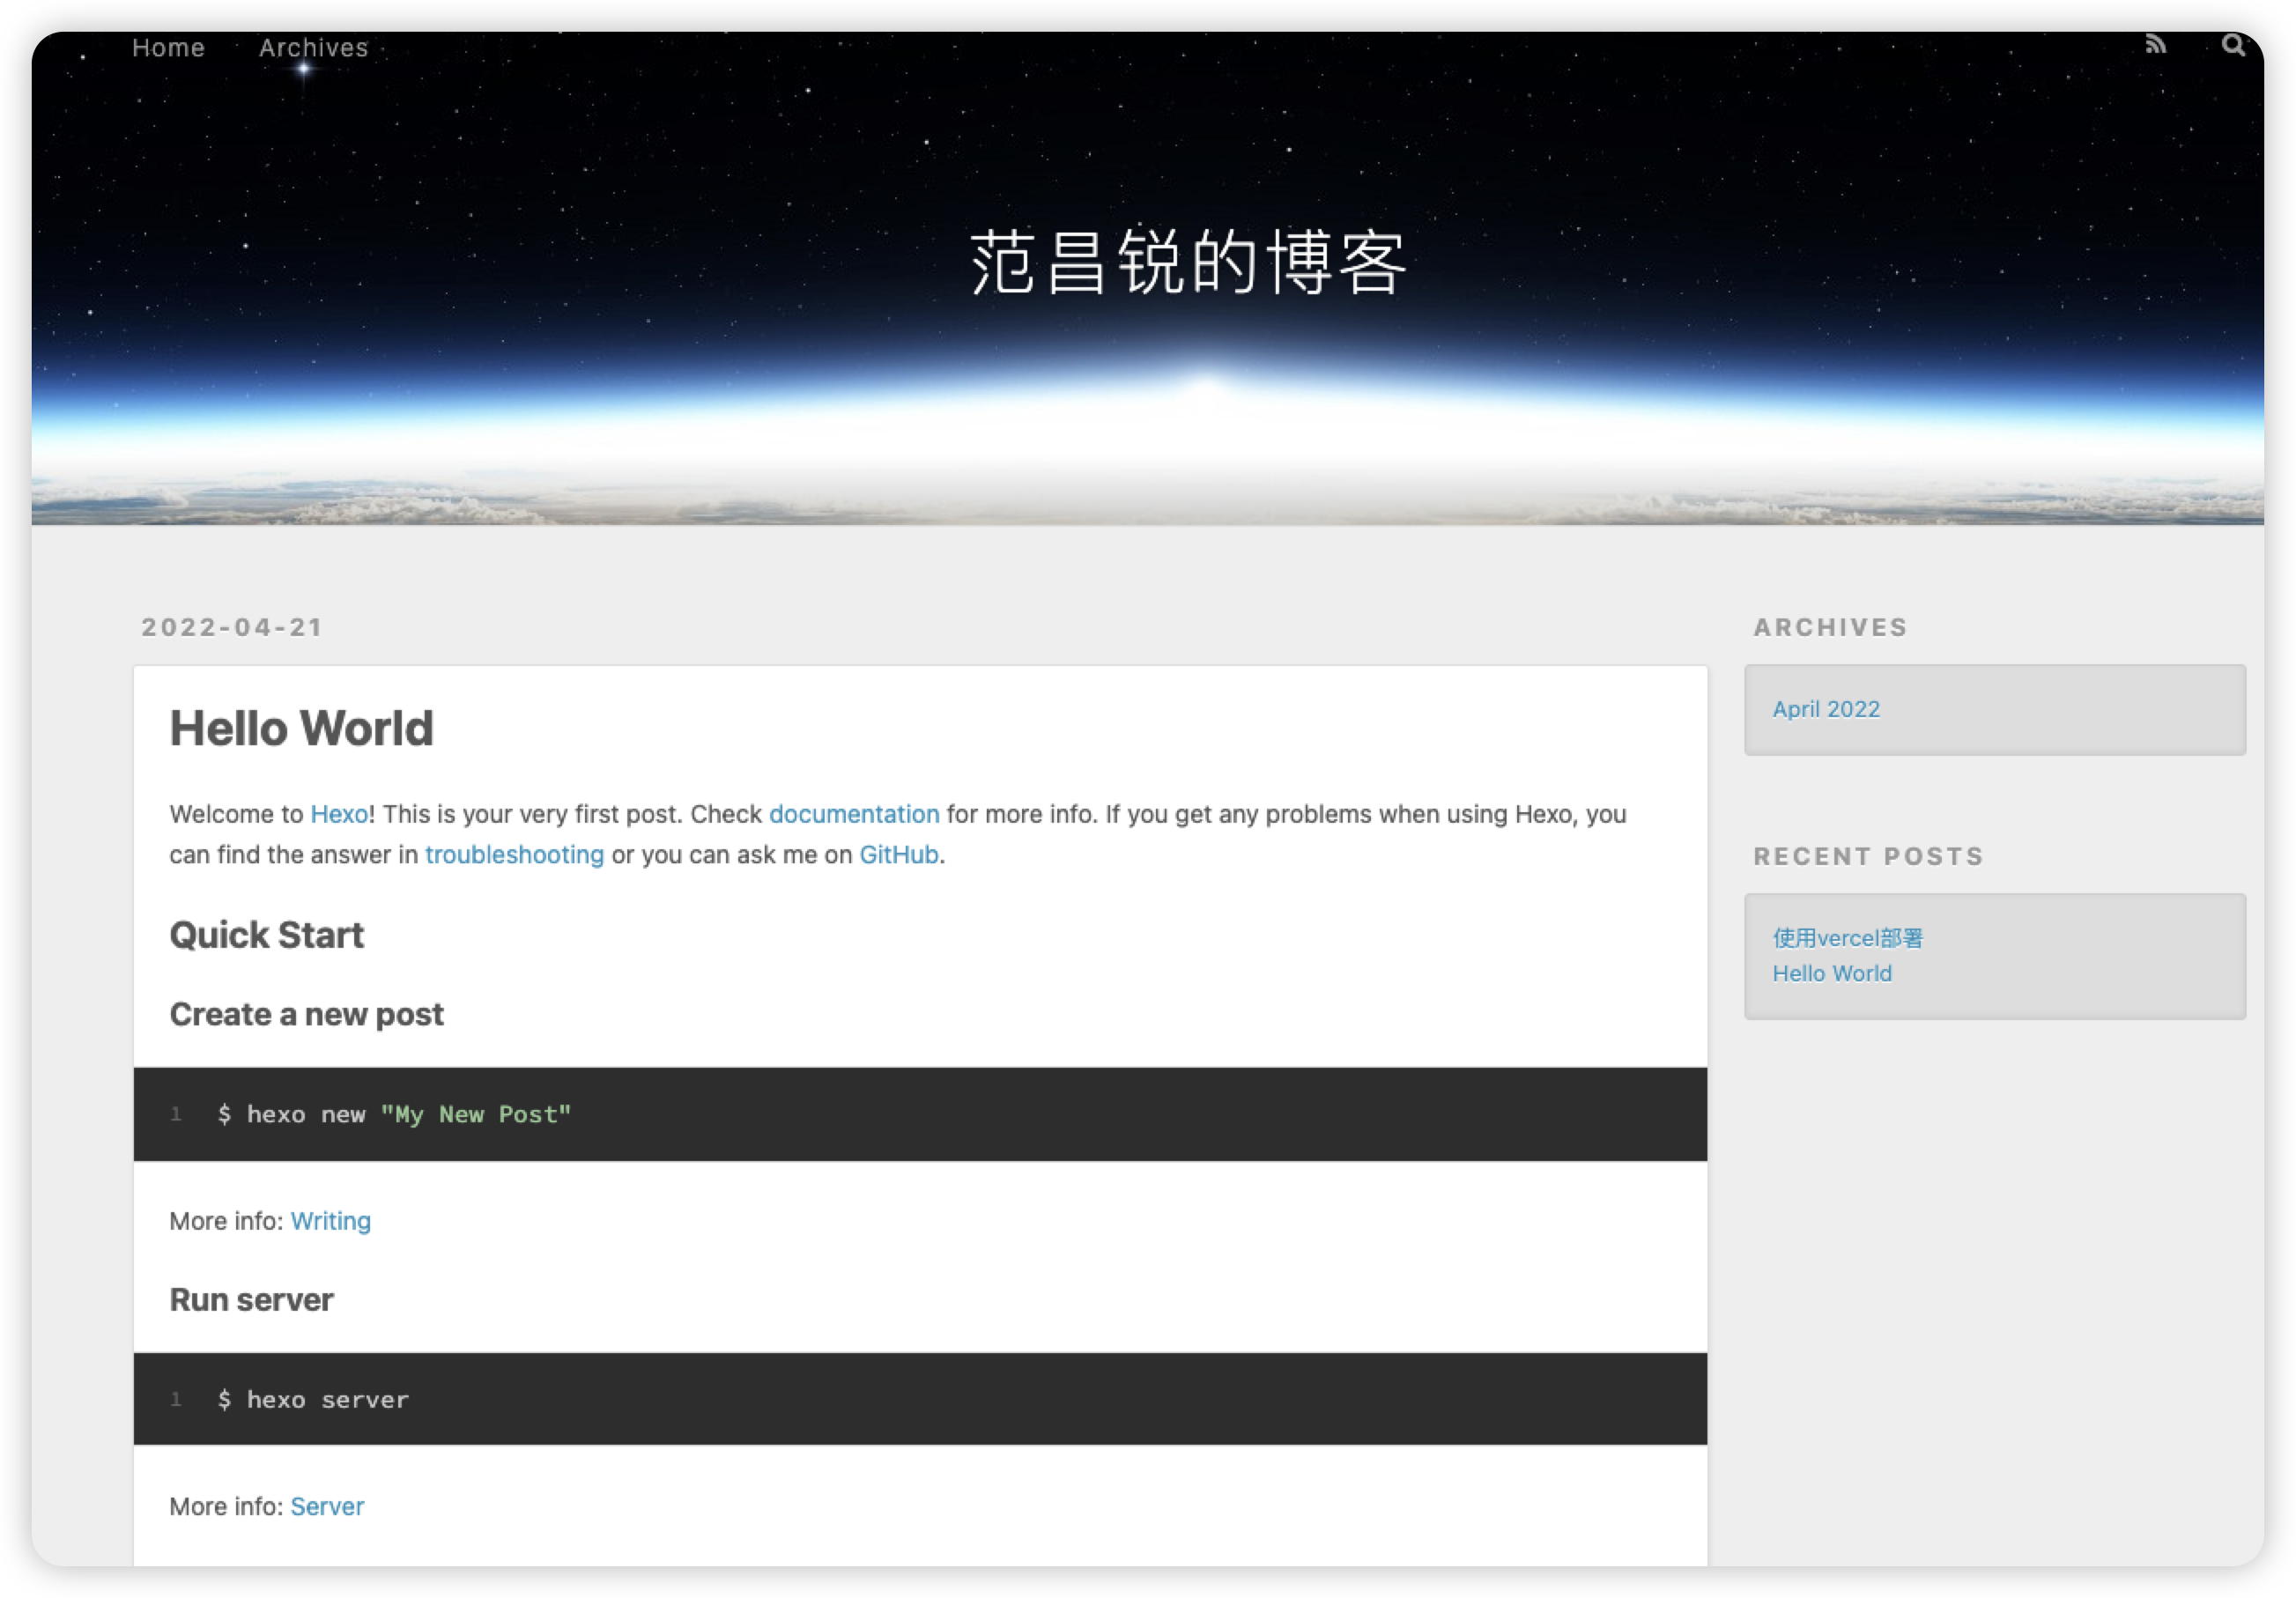 Home Archives
范昌锐的博客
2022-04-21
Hello World
Welcome to Hexo! This is your very first post. Check documentation for more info. If you get any problems when using Hexo, you
can find the answer in troubleshooting or you can ask me on GitHub.
Quick Start
Create a new post
1 $ hexo new "My New Post"
More info: Writing
Run server
1 $ hexo server
More info: Server
ARCHIVES
April 2022
RECENT POSTS
使用vercel部署
Hello World